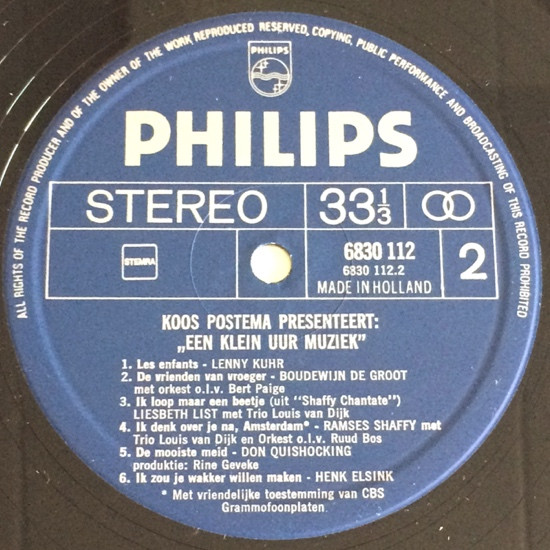 ALL RIGHTS OF THE RECORD PRODUCER AND OF THE OWNER OF THE WORK REPRODUCED RESERVED, COPYING, PUBLIC PERFORMANCE AND BROADCASTING OF THIS RECORD PROHIBITED
PHILIPS
PHILIPS
STEREO 33 1/3
STEMRA 6830 112 2
6830 112.2
MADE IN HOLLAND
KOOS POSTEMA PRESENTEERT:
„EEN KLEIN UUR MUZIEK”
1. Les enfants - LENNY KUHR
2. De vrienden van vroeger - BOUDEWIJN DE GROOT
met orkest o.l.v. Bert Paige
3. Ik loop maar een beetje (uit "Shaffy Chantate")
LIESBETH LIST met Trio Louis van Dijk
4. Ik denk over je na, Amsterdam* - RAMSES SHAFFY met
Trio Louis van Dijk en Orkest o.l.v. Ruud Bos
5. De mooiste meid - DON QUISHOCKING
produktie: Rine Geveke
6. Ik zou je wakker willen maken - HENK ELSINK
* Met vriendelijke toestemming van CBS
Grammofoonplaten.